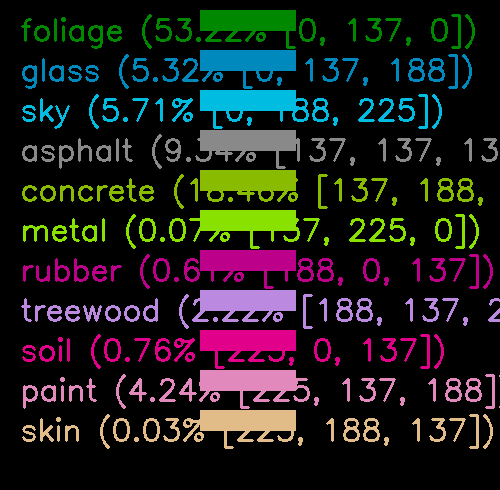 foliage (53.22% [0, 137, 0])
glass (5.32% [0, 137, 188])
sky (5.71% [0, 188, 225])
asphalt (9.34% [137, 137, 13
concrete (18.46% [137, 188,
metal (0.07% [137, 225, 0])
rubber (0.61% [188, 0, 137])
treewood (2.22% [188, 137, 2
soil (0.76% [225, 0, 137])
paint (4.24% [225, 137, 188]
skin (0.03% [225, 188, 137])